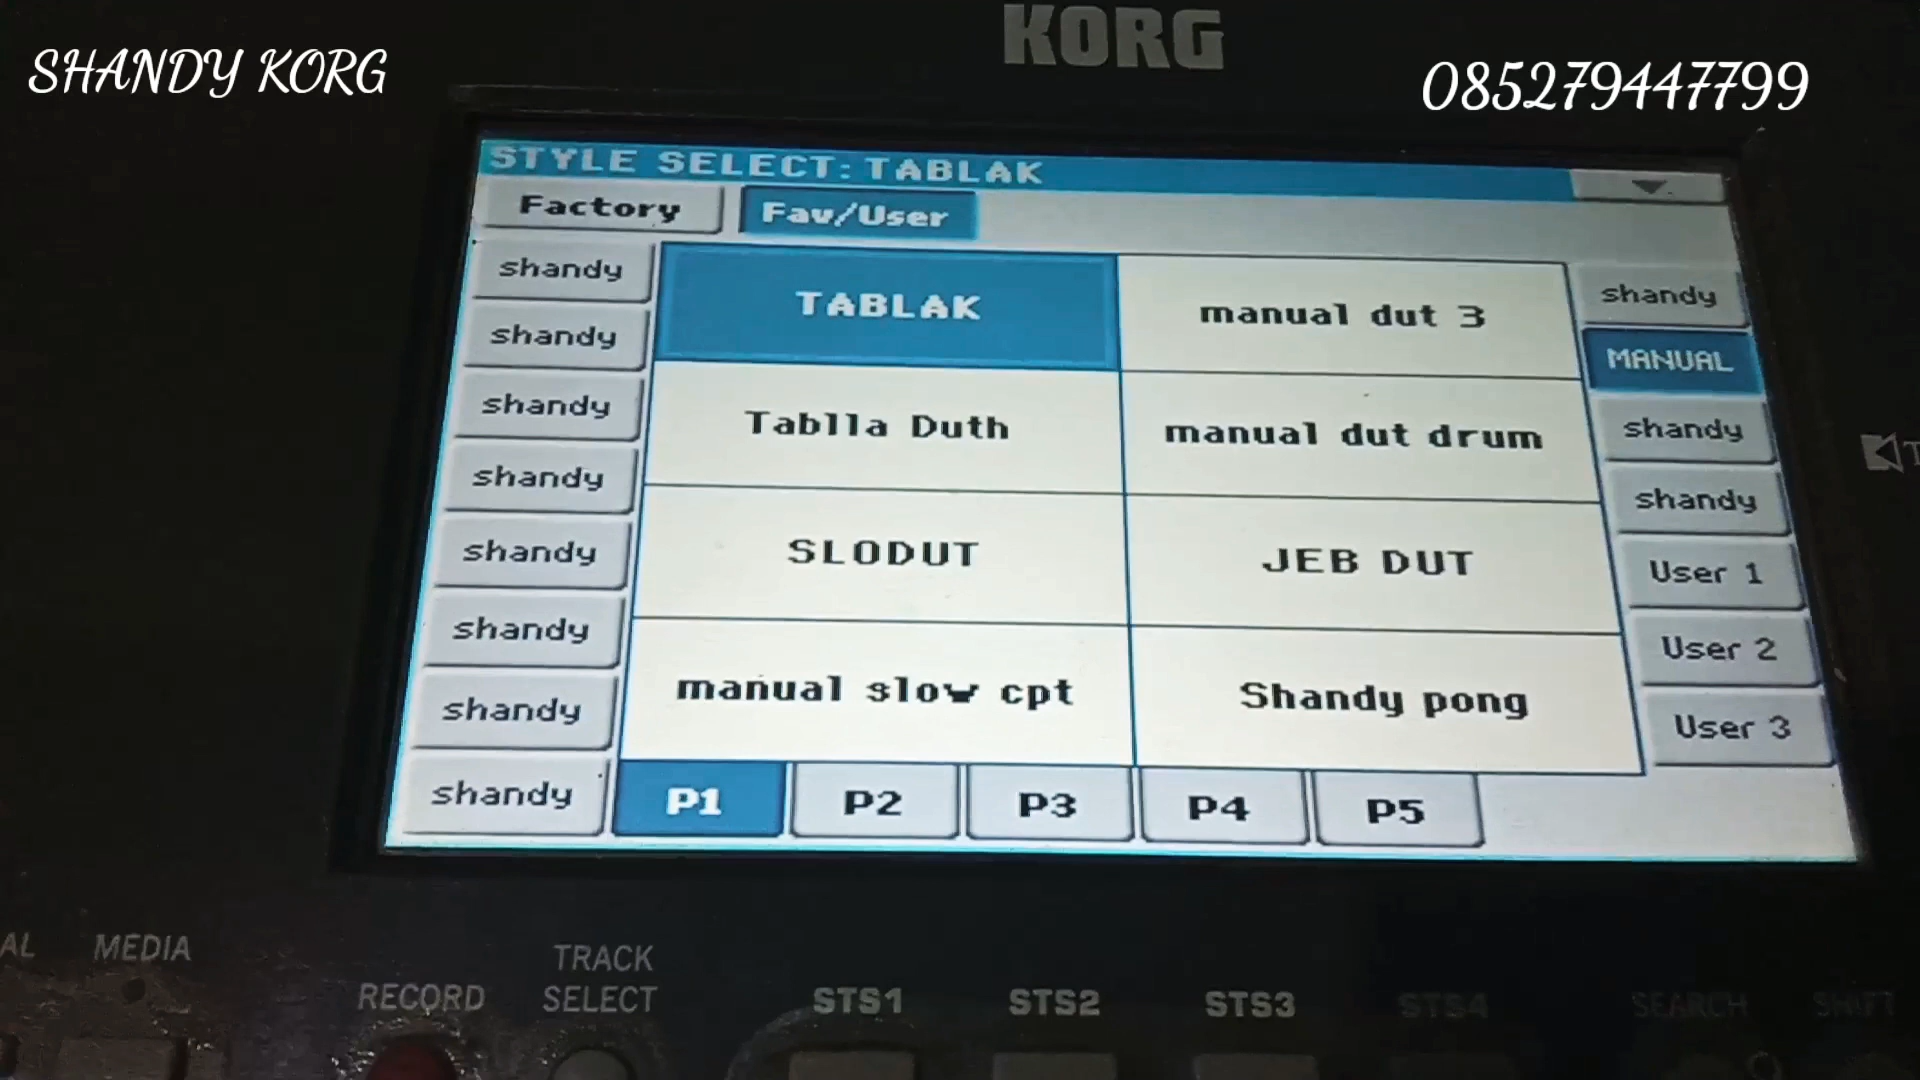 KORG
SHANDY KORG
085279447799
STYLE SELECT: TABLAK
Factory
Fav/User
shandy
shandy
shandy
shandy
shandy
shandy
shandy
shandy
TABLAK
manual dut 3
Tablla Duth
manual dut drum
SLODUT
JEB DUT
manual slow cpt
Shandy pong
shandy
MANUAL
shandy
shandy
User 1
User 2
User 3
P1
P2
P3
P4
P5
MEDIA
RECORD
TRACK
SELECT
STS1
STS2
STS3
STS4
SEARCH
SHIFT